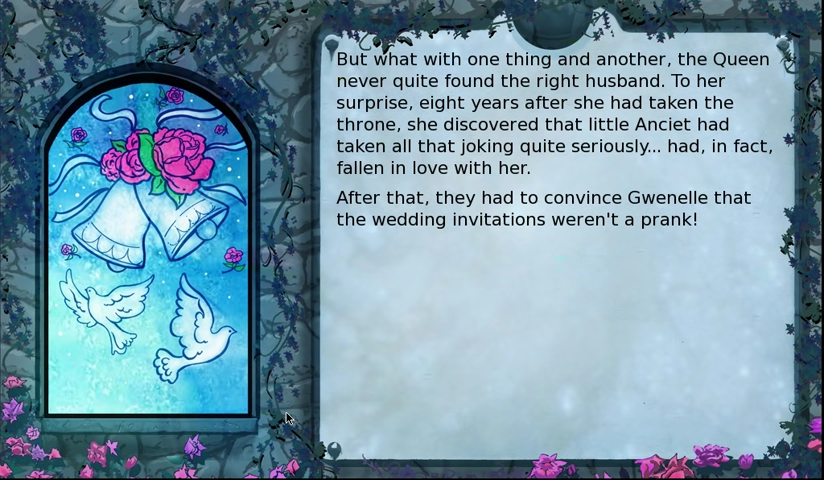 But what with one thing and another, the Queen
never quite found the right husband. To her
surprise, eight years after she had taken the
throne, she discovered that little Anciet had
taken all that joking quite seriously... had, in fact,
fallen in love with her.
After that, they had to convince Gwenelle that
the wedding invitations weren't a prank!